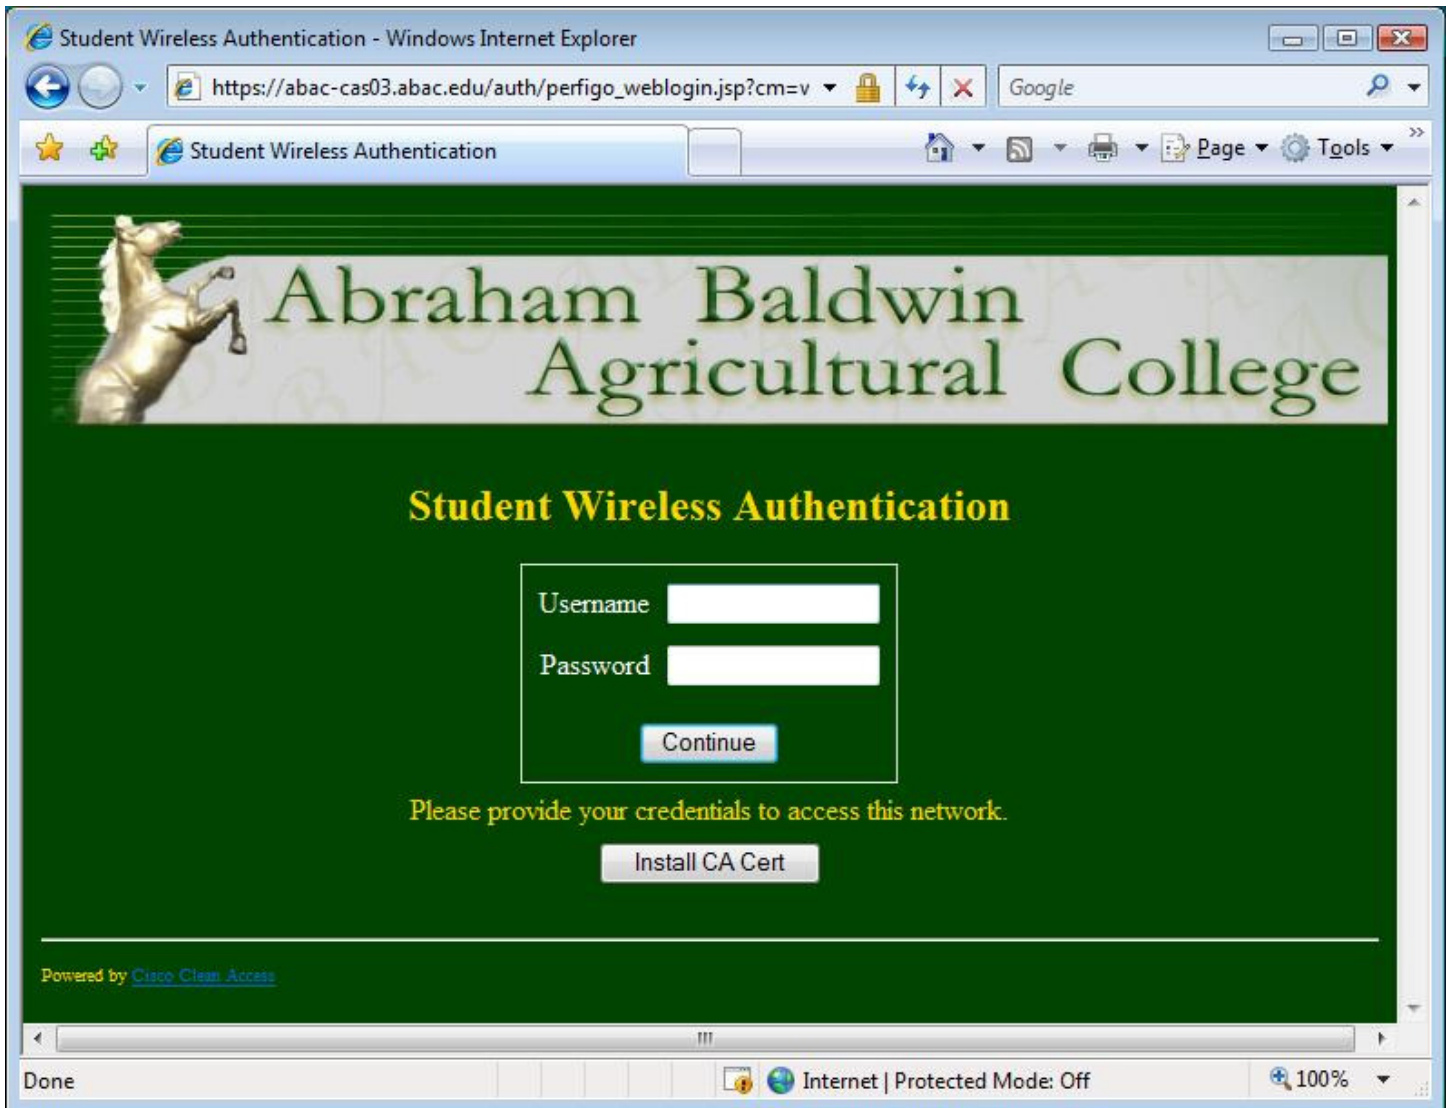 Student Wireless Authentication - Windows Internet Explorer
https://abac-cas03.abac.edu/auth/perfigo_weblogin.jsp?cm=v
Google
Student Wireless Authentication
Page
Tools
Abraham Baldwin
Agricultural College
Student Wireless Authentication
Username
Password
Continue
Please provide your credentials to access this network.
Install CA Cert
Powered by Cisco Clean Access
Done
Internet | Protected Mode: Off
100%